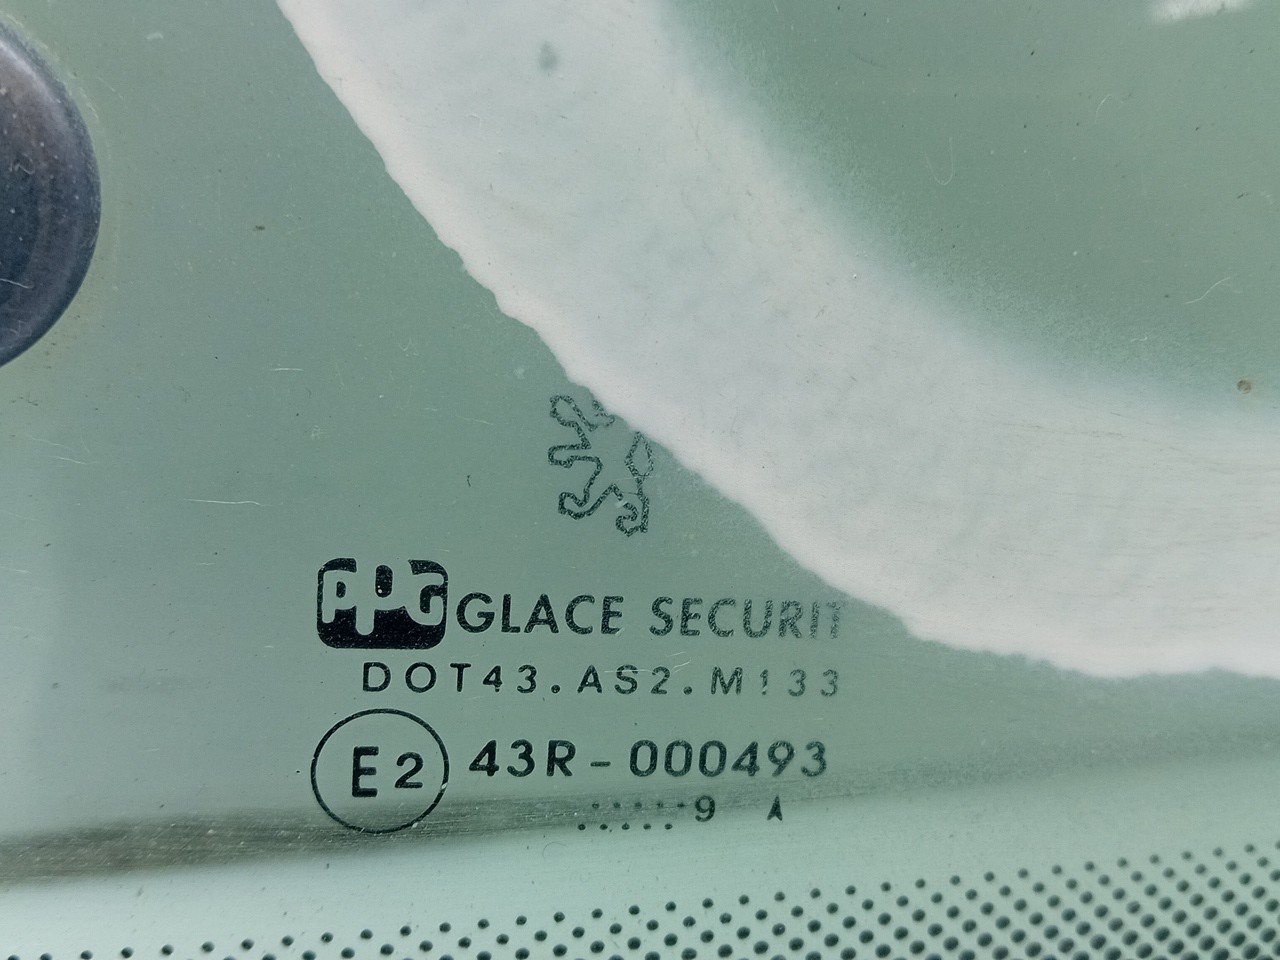 PPG GLACE SECURIT
DOT43.AS2.M133
E2 43R-000493
.....9 A